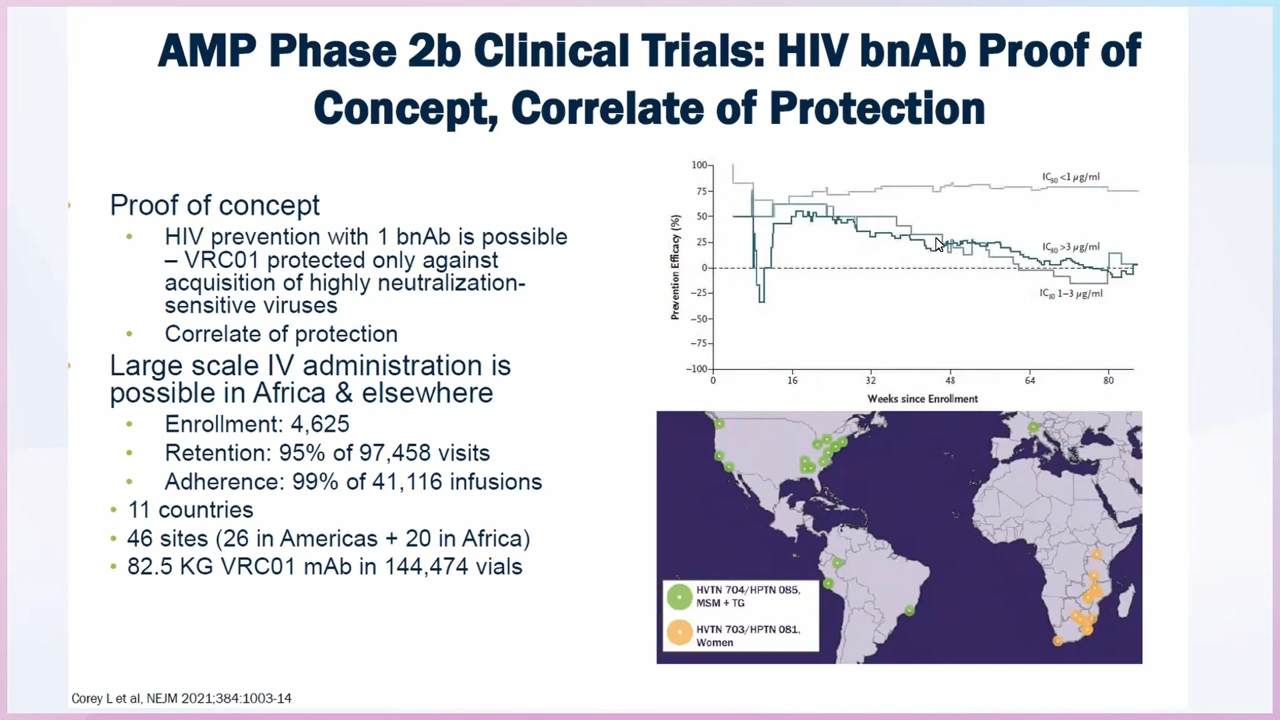 AMP Phase 2b Clinical Trials: HIV bnAb Proof of
Concept, Correlate of Protection
Proof of concept
• HIV prevention with 1 bnAb is possible
– VRC01 protected only against
acquisition of highly neutralization-
sensitive viruses
• Correlate of protection
Large scale IV administration is
possible in Africa & elsewhere
• Enrollment: 4,625
• Retention: 95% of 97,458 visits
• Adherence: 99% of 41,116 infusions
• 11 countries
• 46 sites (26 in Americas + 20 in Africa)
• 82.5 KG VRC01 mAb in 144,474 vials
Corey L et al, NEJM 2021;384:1003-14
Prevention Efficacy (%)
100
75
50
25
0
−25
−50
−75
−100
IC80 <1 µg/ml
IC80 >3 µg/ml
IC80 1–3 µg/ml
0 16 32 48 64 80
Weeks since Enrollment
HVTN 704/HPTN 085,
MSM + TG
HVTN 703/HPTN 081,
Women